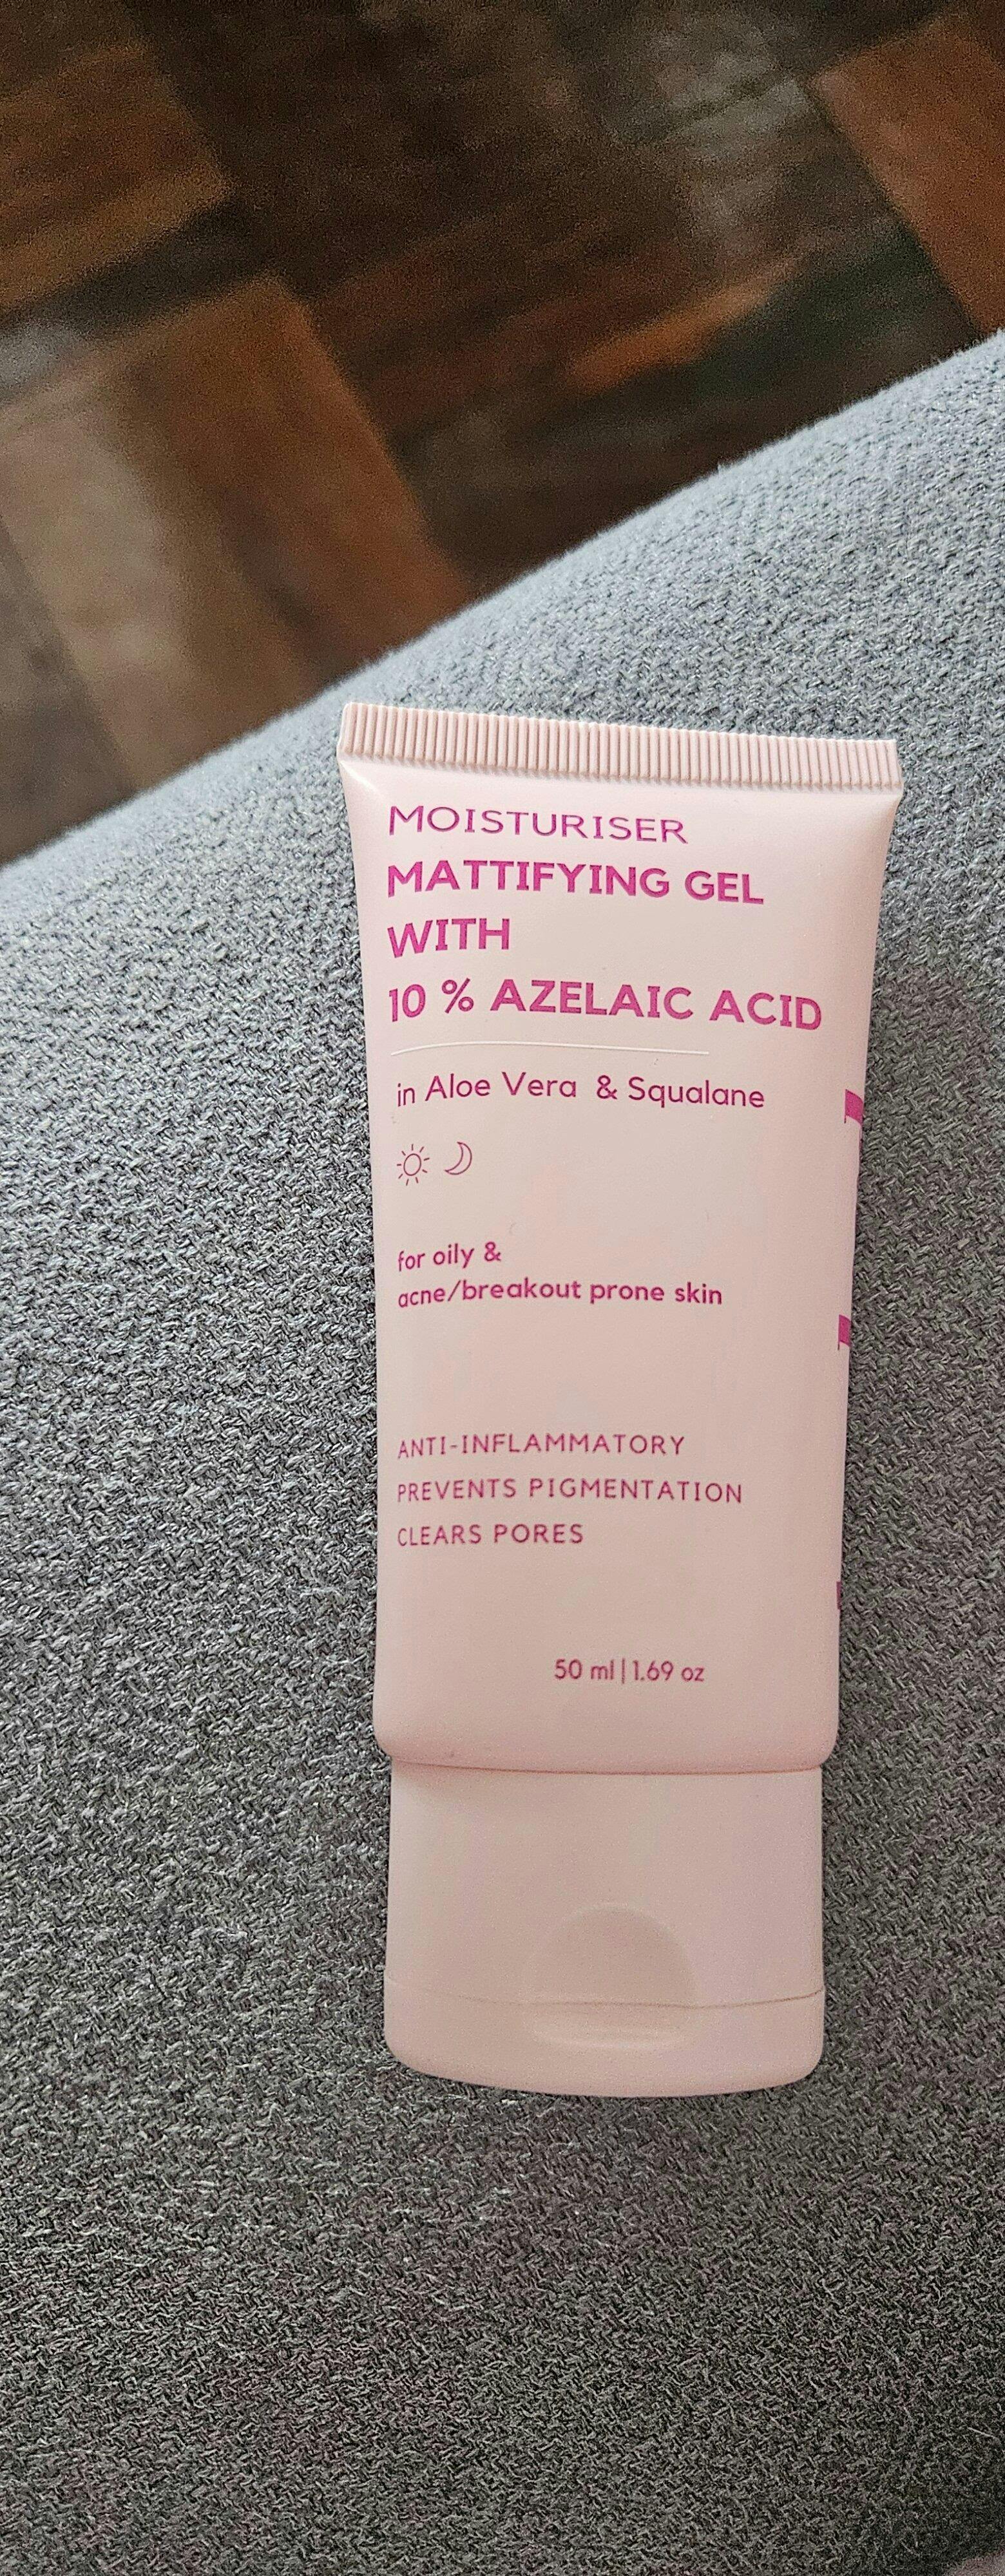 MOISTURISER
MATTIFYING GEL
WITH
10 % AZELAIC ACID
in Aloe Vera & Squalane
for oily &
acne/breakout prone skin
ANTI-INFLAMMATORY
PREVENTS PIGMENTATION
CLEARS PORES
50 ml | 1.69 oz